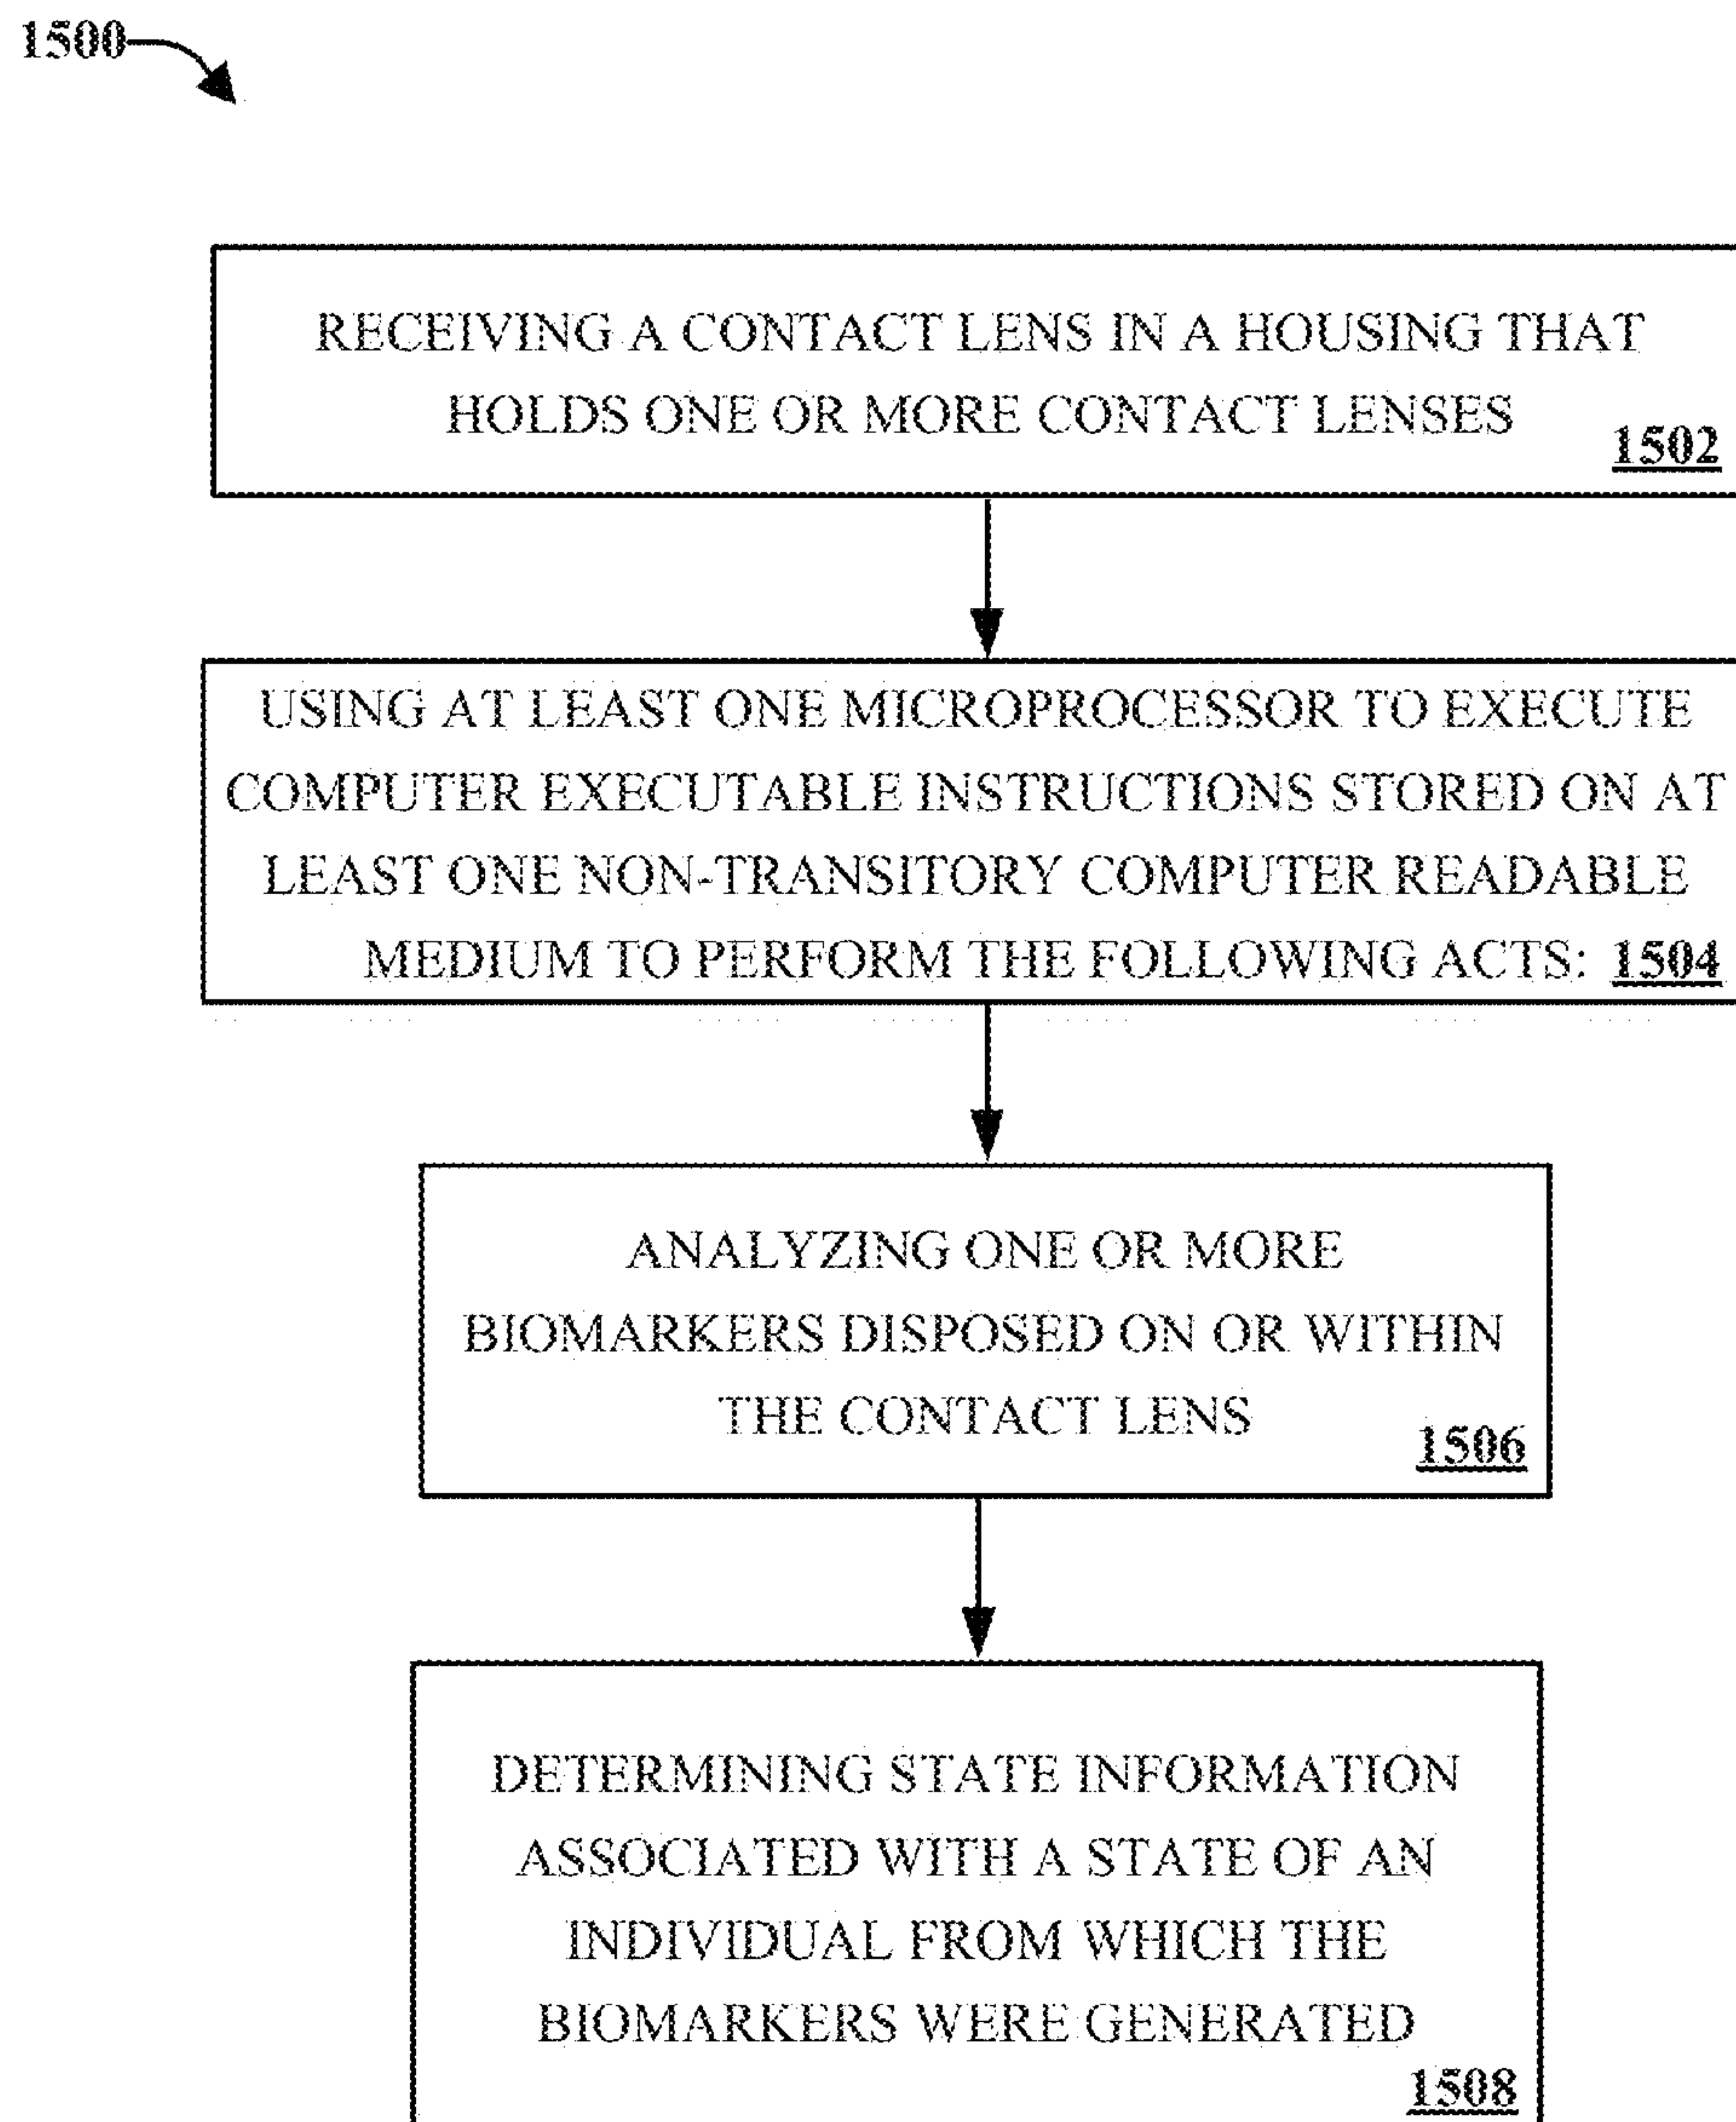 1500
RECEIVING A CONTACT LENS IN A HOUSING THAT
HOLDS ONE OR MORE CONTACT LENSES
1502
USING AT LEAST ONE MICROPROCESSOR TO EXECUTE
COMPUTER EXECUTABLE INSTRUCTIONS STORED ON AT
LEAST ONE NON-TRANSITORY COMPUTER READABLE
MEDIUM TO PERFORM THE FOLLOWING ACTS: 1504
ANALYZING ONE OR MORE
BIOMARKERS DISPOSED ON OR WITHIN
THE CONTACT LENS
1506
DETERMINING STATE INFORMATION
ASSOCIATED WITH A STATE OF AN
INDIVIDUAL FROM WHICH THE
BIOMARKERS WERE GENERATED
1508